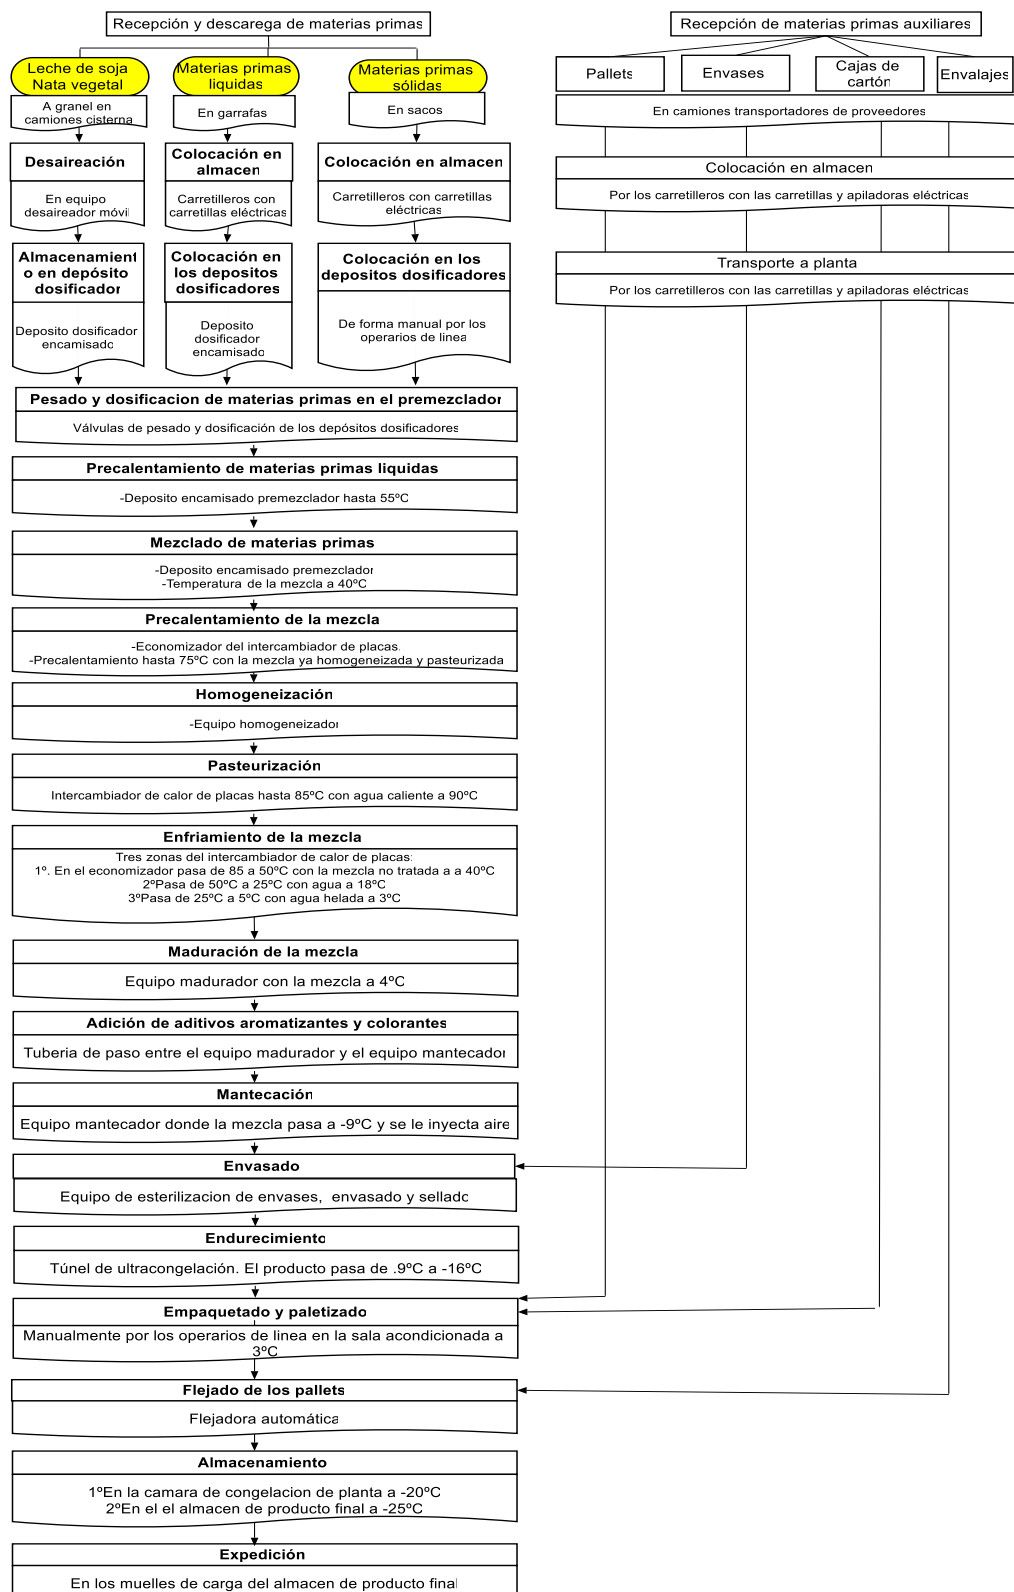 Recepción y descarega de materias primas
Recepción de materias primas auxiliares
Leche de soja
Nata vegetal
Materias primas
liquidas
Materias primas
sólidas
Pallets
Envases
Cajas de
cartón
Envalajes
A granel en
camiones cisterna
En garrafas
En sacos
En camiones transportadores de proveedores
Desaireación
Colocación en
almacen
Colocación en almacen
Colocación en almacen
En equipo
desaireador móvil
Carretilleros con
carretillas eléctricas
Carretilleros con carretillas
eléctricas
Por los carretilleros con las carretillas y apiladoras eléctricas
Almacenamient
o en depósito
dosificador
Colocación en
los depositos
dosificadores
Colocación en los
depositos dosificadores
Transporte a planta
Por los carretilleros con las carretillas y apiladoras eléctricas
Deposito dosificador
encamisado
Deposito
dosificador
encamisado
De forma manual por los
operarios de linea
Pesado y dosificacion de materias primas en el premezclador
Válvulas de pesado y dosificación de los depósitos dosificadores
Precalentamiento de materias primas liquidas
-Deposito encamisado premezclador hasta 55ºC
Mezclado de materias primas
-Deposito encamisado premezclador
-Temperatura de la mezcla a 40ºC
Precalentamiento de la mezcla
-Economizador del intercambiador de placas.
-Precalentamiento hasta 75ºC con la mezcla ya homogeneizada y pasteurizada
Homogeneización
-Equipo homogeneizador
Pasteurización
Intercambiador de calor de placas hasta 85ºC con agua caliente a 90ºC
Enfriamiento de la mezcla
Tres zonas del intercambiador de calor de placas:
1º. En el economizador pasa de 85 a 50ºC con la mezcla no tratada a a 40ºC
2ºPasa de 50ºC a 25ºC con agua a 18ºC
3ºPasa de 25ºC a 5ºC con agua helada a 3ºC
Maduración de la mezcla
Equipo madurador con la mezcla a 4ºC
Adición de aditivos aromatizantes y colorantes
Tuberia de paso entre el equipo madurador y el equipo mantecador
Mantecación
Equipo mantecador donde la mezcla pasa a -9ºC y se le inyecta aire
Envasado
Equipo de esterilizacion de envases, envasado y sellado
Endurecimiento
Túnel de ultracongelación. El producto pasa de .9ºC a -16ºC
Empaquetado y paletizado
Manualmente por los operarios de linea en la sala acondicionada a
3ºC
Flejado de los pallets
Flejadora automática
Almacenamiento
1ºEn la camara de congelacion de planta a -20ºC
2ºEn el el almacen de producto final a -25ºC
Expedición
En los muelles de carga del almacen de producto final